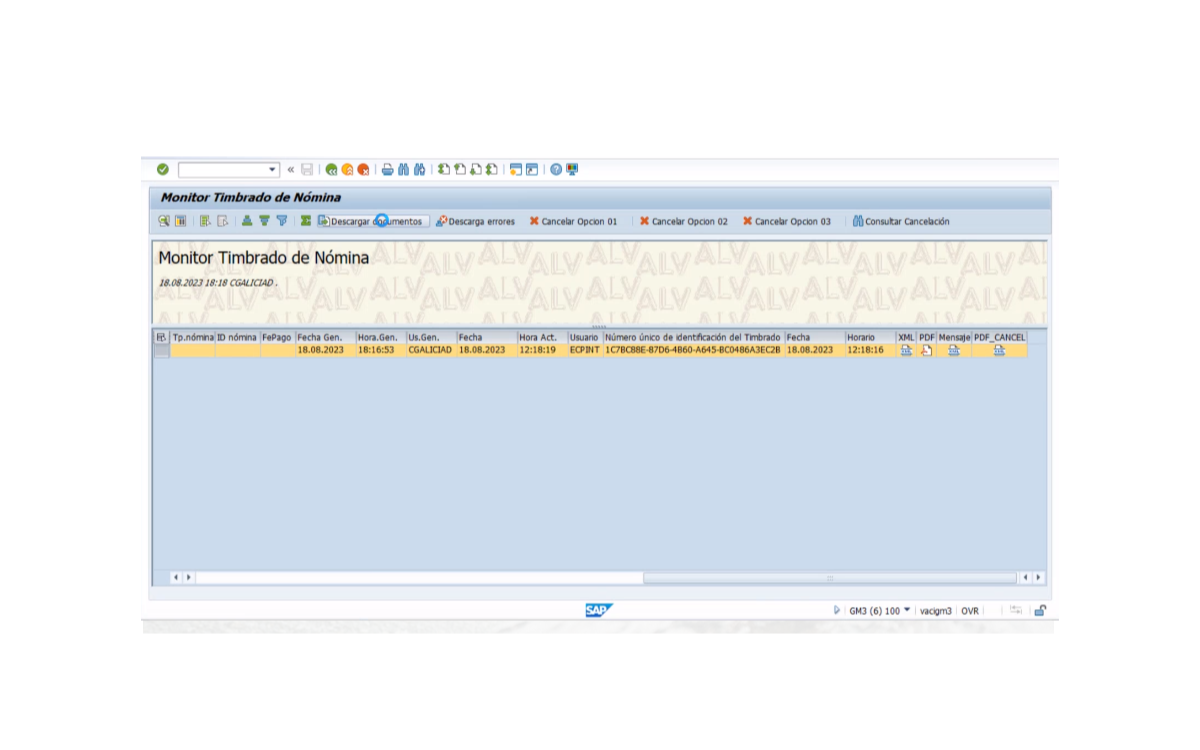 Monitor Timbrado de Nómina
Descargar documentos Descarga errores Cancelar Opcion 01 Cancelar Opcion 02 Cancelar Opcion 03 Consultar Cancelación
Monitor Timbrado de Nómina
18.08.2023 18:18 CGALICIAD .
Tp.nómina ID nómina FePago Fecha Gen. Hora.Gen. Us.Gen. Fecha Hora Act. Usuario Número único de identificación del Timbrado Fecha Horario XML PDF Mensaje PDF_CANCEL
18.08.2023 18:16:53 CGALICIAD 18.08.2023 12:18:19 ECPINT 1C7BC88E-87D6-4860-A645-BC0486A3EC2B 18.08.2023 12:18:16
SAP GM3 (6) 100 vacigm3 OVR